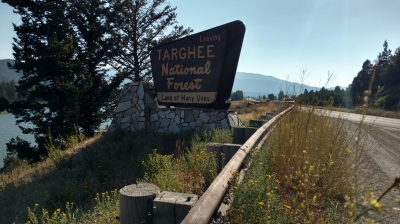 Leaving
TARGHEE
National
Forest
Land of Many Uses